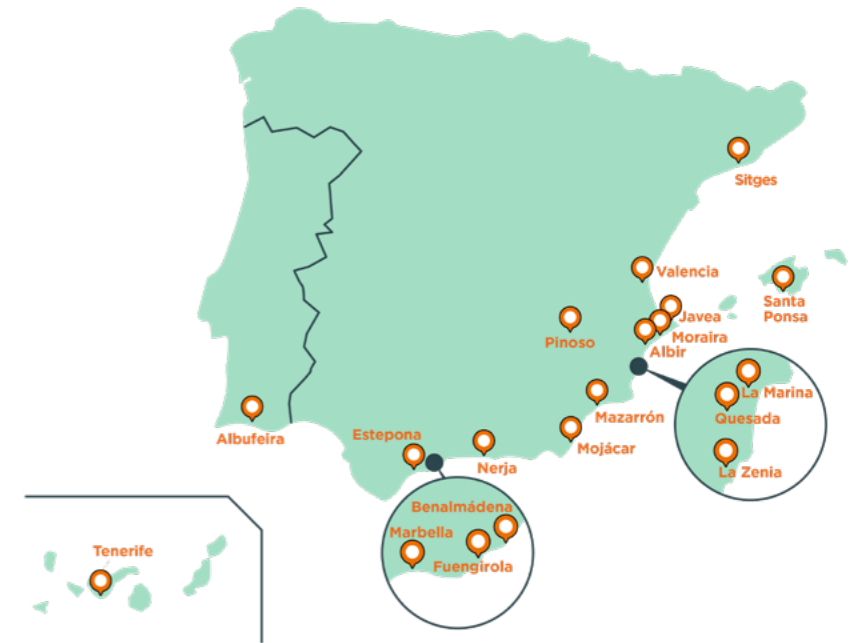 Sitges
Valencia
Santa
Ponsa
Javea
Moraira
Albir
Pinoso
La Marina
Quesada
La Zenia
Mazarrón
Mojácar
Albufeira
Estepona
Nerja
Benalmádena
Marbella
Fuengirola
Tenerife